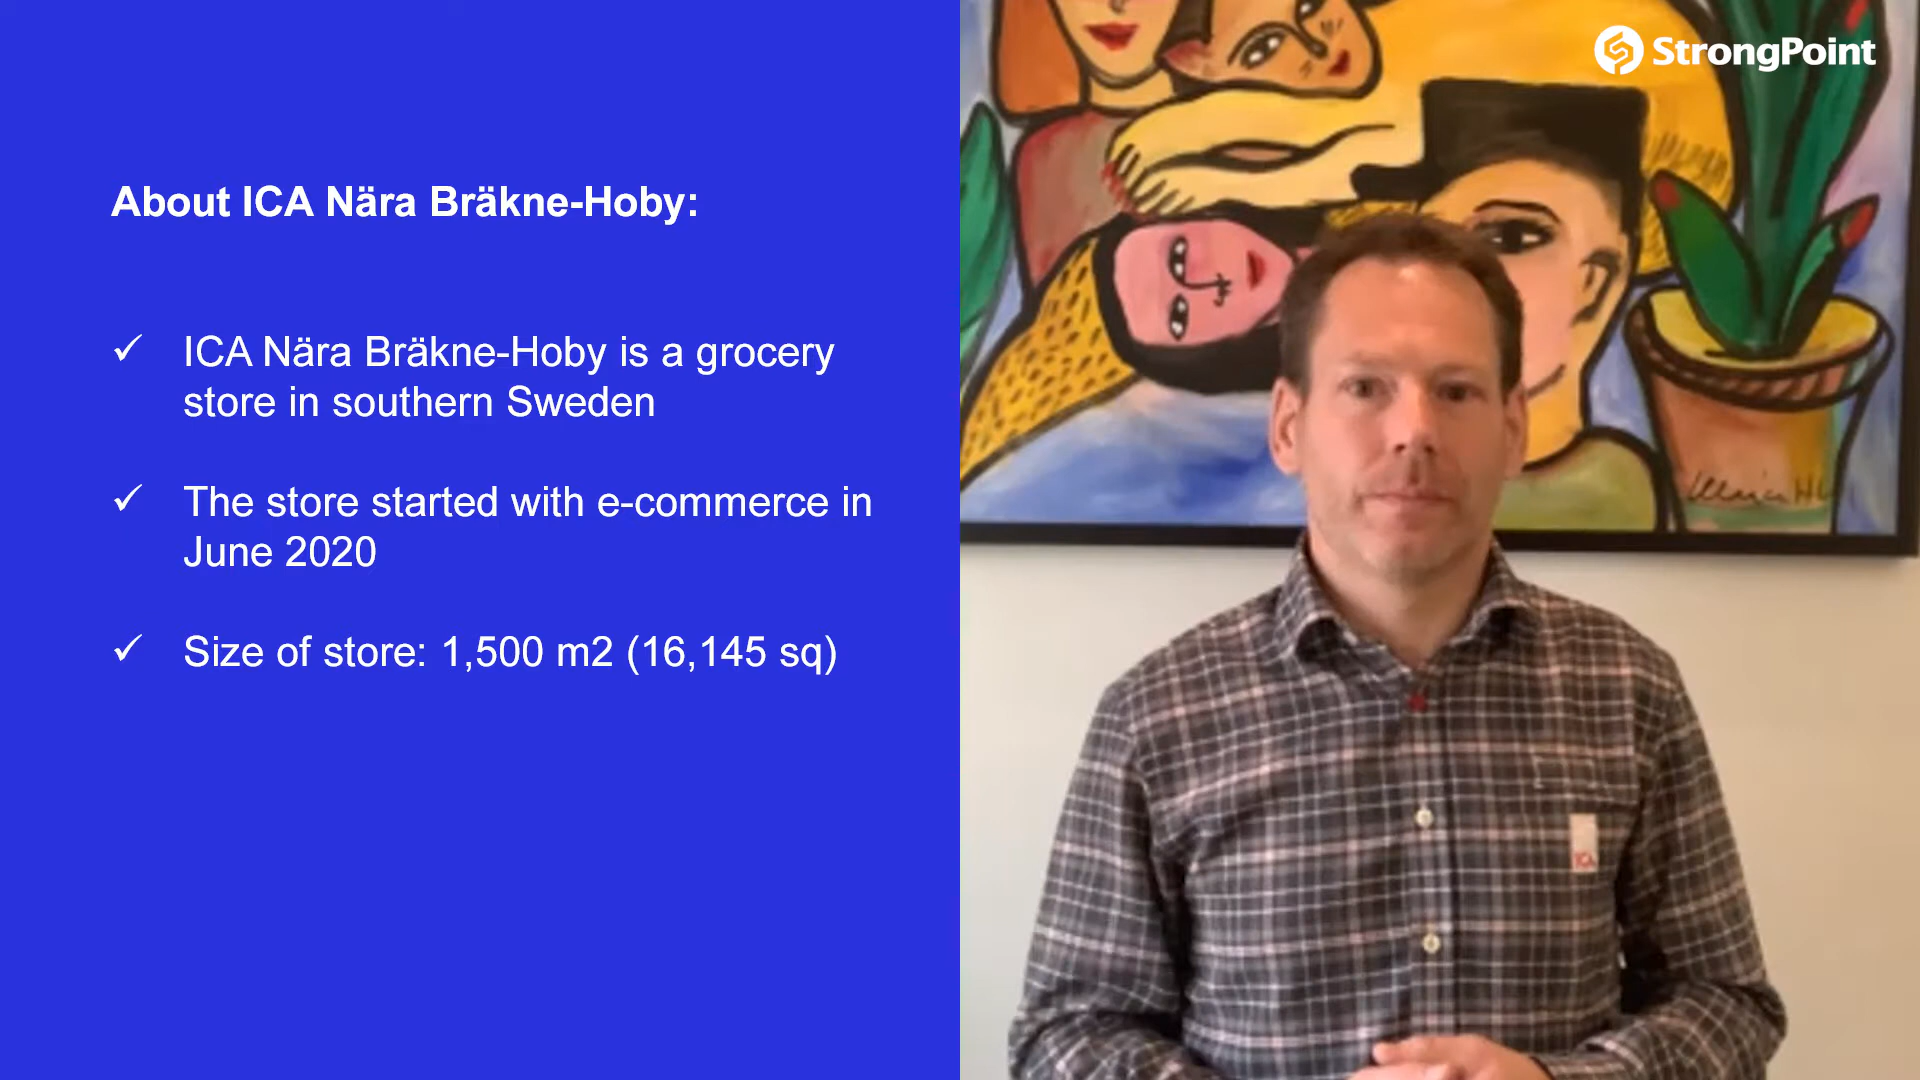 StrongPoint
About ICA Nära Bräkne-Hoby:
✓ ICA Nära Bräkne-Hoby is a grocery
store in southern Sweden
✓ The store started with e-commerce in
June 2020
✓ Size of store: 1,500 m2 (16,145 sq)
ICA